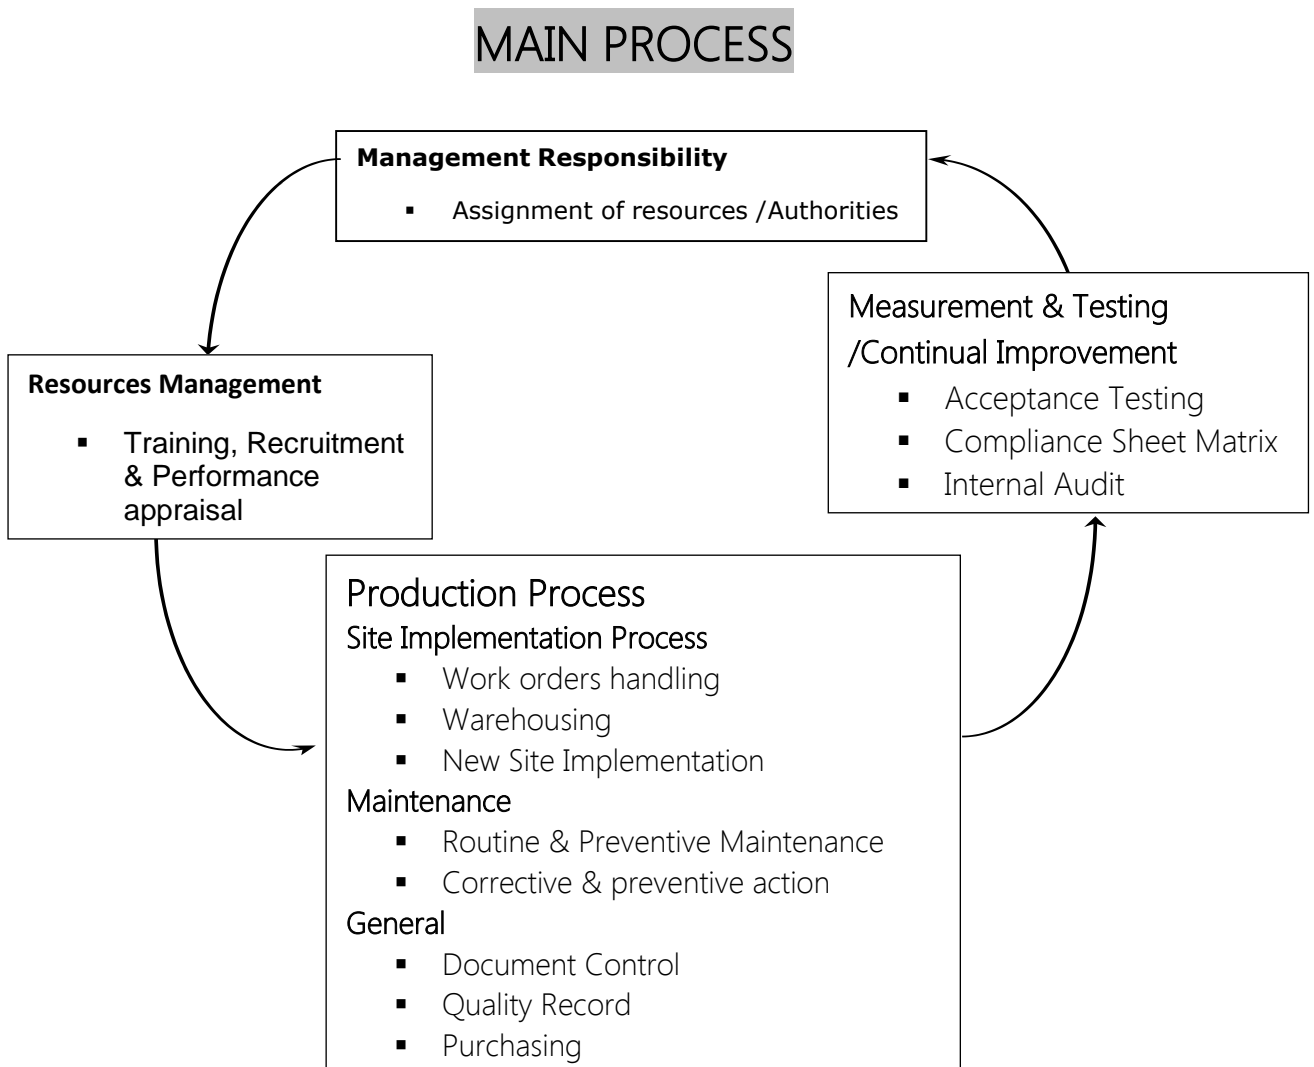 MAIN PROCESS
Management Responsibility
▪ Assignment of resources /Authorities
Measurement & Testing
/Continual Improvement
▪ Acceptance Testing
▪ Compliance Sheet Matrix
▪ Internal Audit
Resources Management
▪ Training, Recruitment
& Performance
appraisal
Production Process
Site Implementation Process
▪ Work orders handling
▪ Warehousing
▪ New Site Implementation
Maintenance
▪ Routine & Preventive Maintenance
▪ Corrective & preventive action
General
▪ Document Control
▪ Quality Record
▪ Purchasing